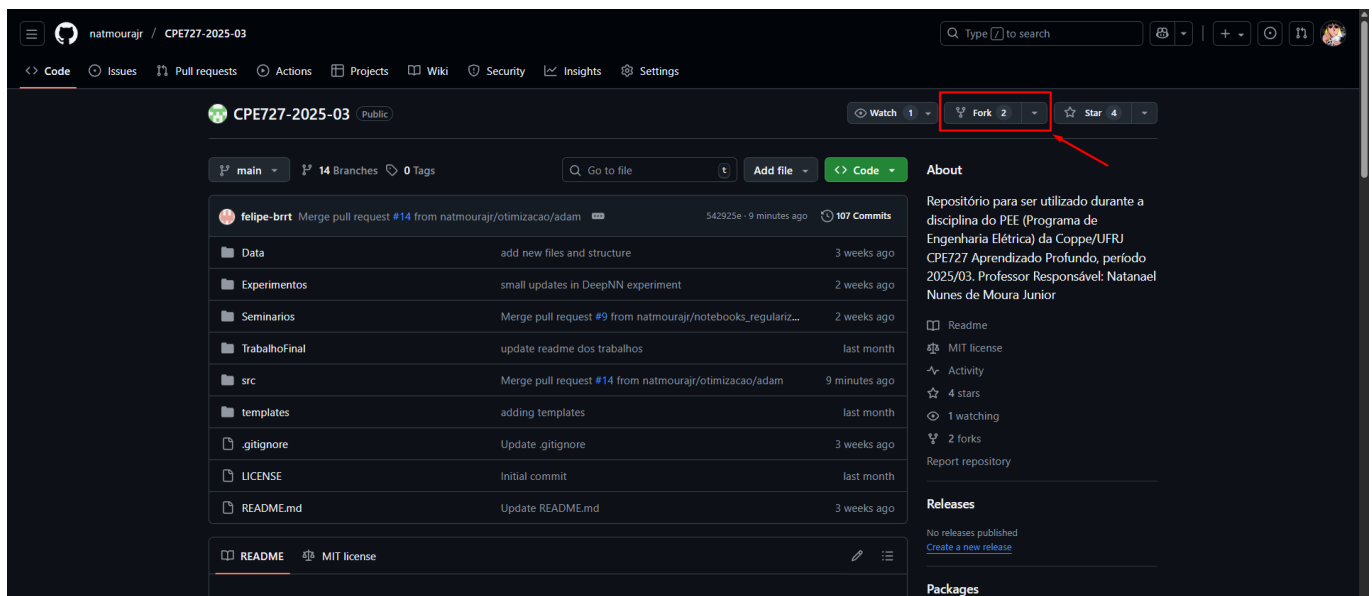 natmourajr / CPE727-2025-03
Type / to search
Code Issues Pull requests Actions Projects Wiki Security Insights Settings
CPE727-2025-03 Public
Watch 1 Fork 2 Star 4
main 14 Branches 0 Tags Go to file t Add file Code
felipe-brrt Merge pull request #14 from natmourajr/otimizacao/adam 542925e · 9 minutes ago 107 Commits
Data add new files and structure 3 weeks ago
Experimentos small updates in DeepNN experiment 2 weeks ago
Seminarios Merge pull request #9 from natmourajr/notebooks_regulariz... 2 weeks ago
TrabalhoFinal update readme dos trabalhos last month
src Merge pull request #14 from natmourajr/otimizacao/adam 9 minutes ago
templates adding templates last month
.gitignore Update .gitignore 3 weeks ago
LICENSE Initial commit last month
README.md Update README.md 3 weeks ago
README MIT license
About
Repositório para ser utilizado durante a
disciplina do PEE (Programa de
Engenharia Elétrica) da Coppe/UFRJ
CPE727 Aprendizado Profundo, período
2025/03. Professor Responsável: Natanael
Nunes de Moura Junior
Readme
MIT license
Activity
4 stars
1 watching
2 forks
Report repository
Releases
No releases published
Create a new release
Packages